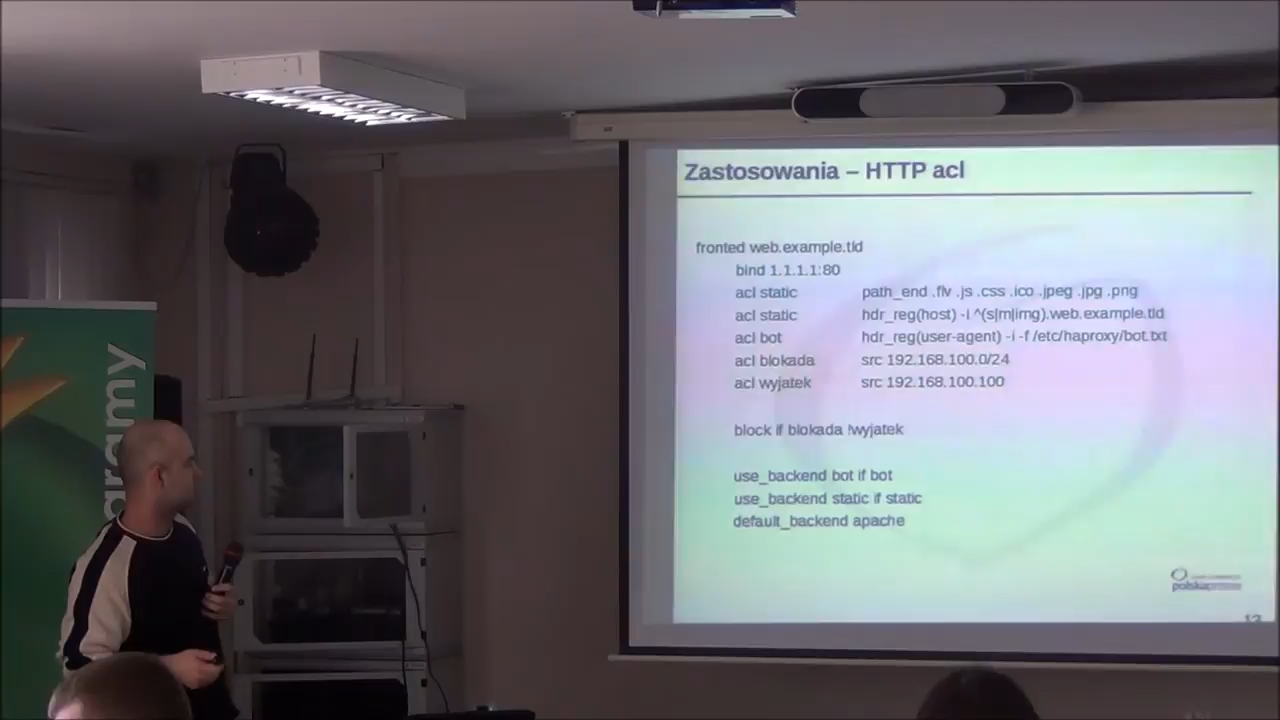 Zastosowania – HTTP acl
fronted web.example.tld
bind 1.1.1.1:80
acl static path_end .flv .js .css .ico .jpeg .jpg .png
acl static hdr_reg(host) -i ^(s|m|img).web.example.tld
acl bot hdr_reg(user-agent) -i -f /etc/haproxy/bot.txt
acl blokada src 192.168.100.0/24
acl wyjatek src 192.168.100.100
block if blokada !wyjatek
use_backend bot if bot
use_backend static if static
default_backend apache
polskapresse
gramy